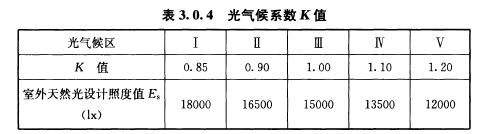 表 3.0.4 光气候系数 K 值
光气候区 Ⅰ Ⅱ Ⅲ Ⅳ Ⅴ
K 值 0.85 0.90 1.00 1.10 1.20
室外天然光设计照度值 Es
(lx) 18000 16500 15000 13500 12000